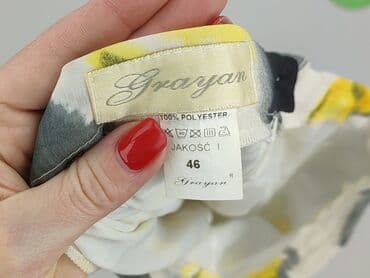 Grayan
100% POLYESTER
JAKOŚĆ I
46
Grayan